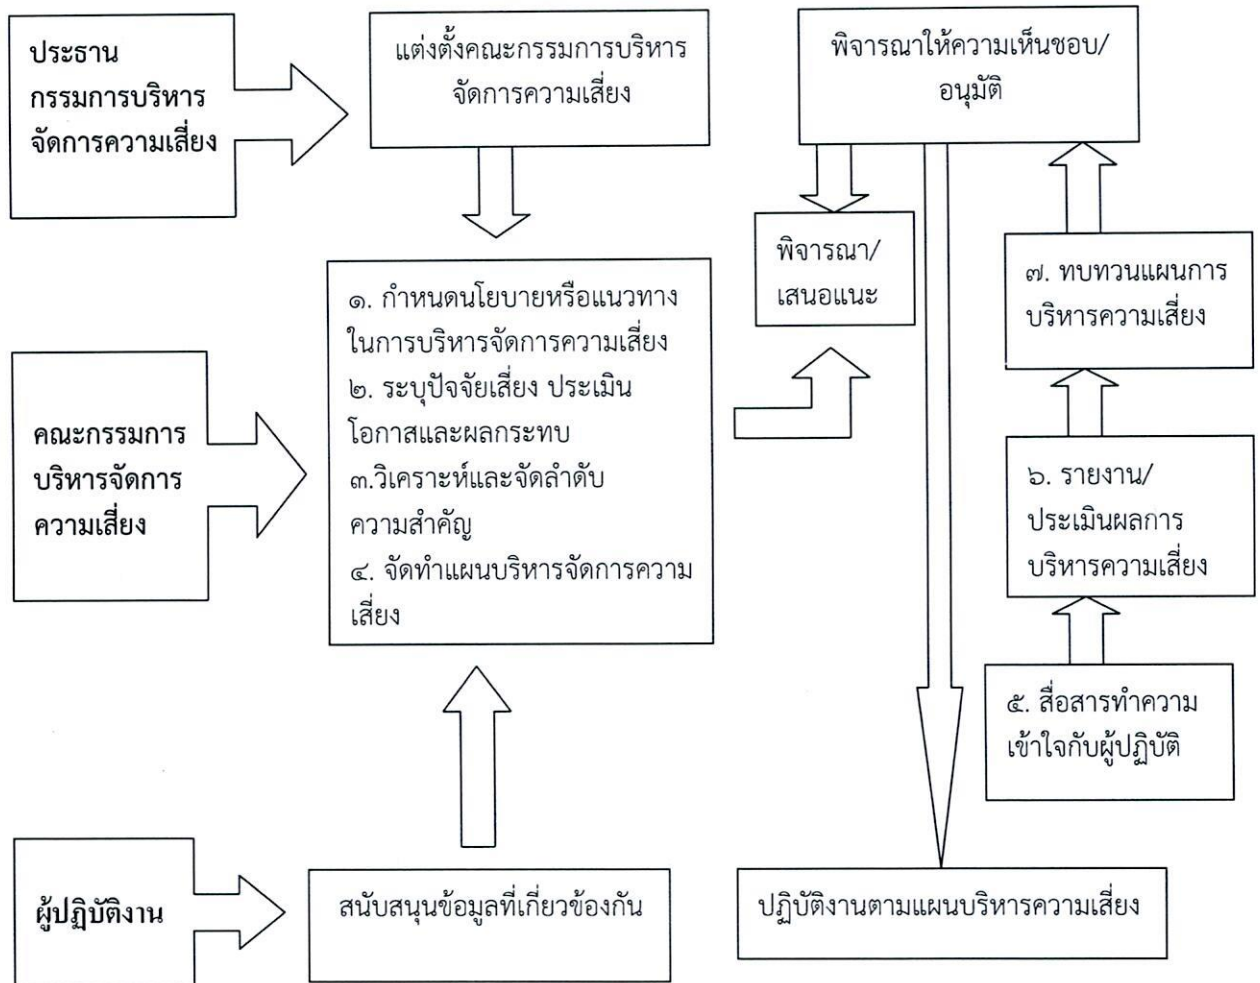 ประธาน
กรรมการบริหาร
จัดการความเสี่ยง
แต่งตั้งคณะกรรมการบริหาร
จัดการความเสี่ยง
พิจารณาให้ความเห็นชอบ/
อนุมัติ
พิจารณา/
เสนอแนะ
๗. ทบทวนแผนการ
บริหารความเสี่ยง
คณะกรรมการ
บริหารจัดการ
ความเสี่ยง
๑. กำหนดนโยบายหรือแนวทาง
ในการบริหารจัดการความเสี่ยง
๒. ระบุปัจจัยเสี่ยง ประเมิน
โอกาสและผลกระทบ
๓.วิเคราะห์และจัดลำดับ
ความสำคัญ
๔. จัดทำแผนบริหารจัดการความ
เสี่ยง
๖. รายงาน/
ประเมินผลการ
บริหารความเสี่ยง
๕. สื่อสารทำความ
เข้าใจกับผู้ปฏิบัติ
ผู้ปฏิบัติงาน
สนับสนุนข้อมูลที่เกี่ยวข้องกัน
ปฏิบัติงานตามแผนบริหารความเสี่ยง